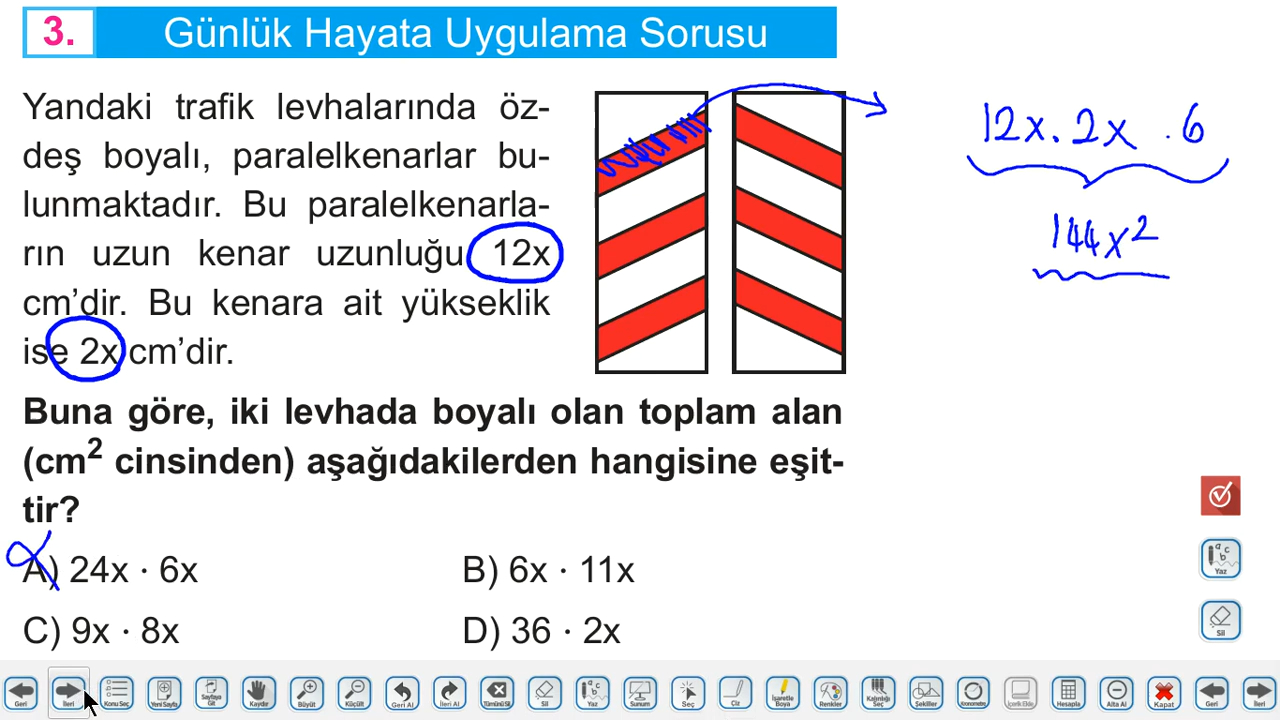 3. Günlük Hayata Uygulama Sorusu
Yandaki trafik levhalarında öz-
deş boyalı, paralelkenarlar bu-
lunmaktadır. Bu paralelkenarla-
rın uzun kenar uzunluğu 12x
cm'dir. Bu kenara ait yükseklik
ise 2x cm'dir.
12x . 2x . 6
144x²
Buna göre, iki levhada boyalı olan toplam alan
(cm² cinsinden) aşağıdakilerden hangisine eşit-
tir?
A) 24x · 6x
B) 6x · 11x
C) 9x · 8x
D) 36 · 2x
a b c
Yaz
Sil
Geri İleri Konu Seç Yeni Sayfa Sayfaya Git Kaydır Büyüt Küçült Geri Al İleri Al Tümünü Sil Sil Yaz Sunum Seç Çiz İşaretle Boya Renkler Kalınlığı Seç Şekiller Kronometre İçerik Ekle Hesapla Alta Al Kapat Geri İleri